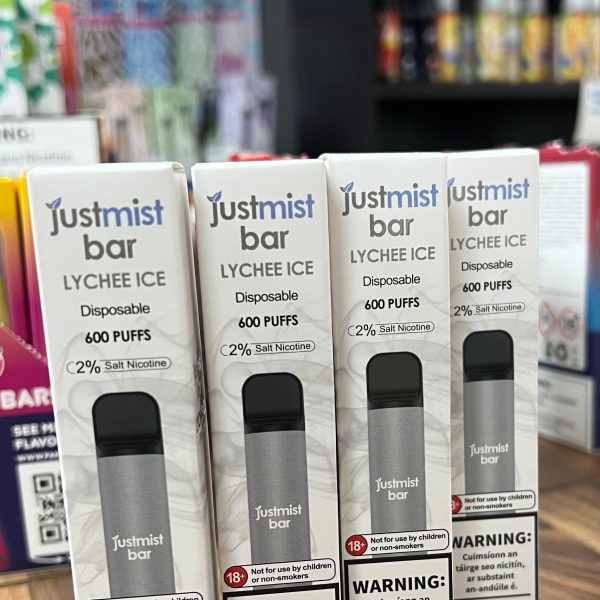 justmist
bar
LYCHEE ICE
Disposable
600 PUFFS
2% Salt Nicotine
justmist
bar
justmist
bar
LYCHEE ICE
Disposable
600 PUFFS
2% Salt Nicotine
justmist
bar
18+ Not for use by children
or non-smokers
justmist
bar
LYCHEE ICE
Disposable
600 PUFFS
2% Salt Nicotine
justmist
bar
18+ Not for use by children
or non-smokers
WARNING:
justmist
bar
LYCHEE ICE
Disposable
600 PUFFS
2% Salt Nicotine
justmist
bar
Not for use by children
or non-smokers
WARNING:
Cuimsíonn an
táirge seo nicitín,
ar substaint
an-andúile é.
BAR
SEE
FLAVO
WWW.